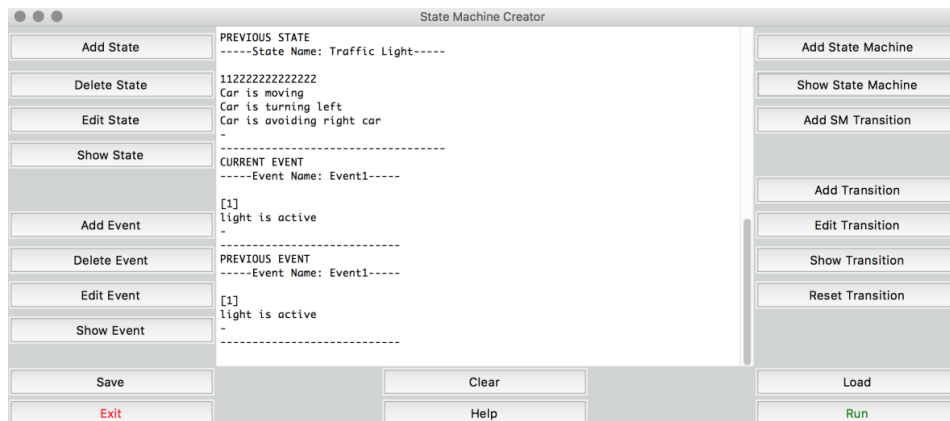 State Machine Creator
Add State
Delete State
Edit State
Show State
Add Event
Delete Event
Edit Event
Show Event
PREVIOUS STATE
-----State Name: Traffic Light-----
112222222222222
Car is moving
Car is turning left
Car is avoiding right car
-
----------------------------------
CURRENT EVENT
-----Event Name: Event1-----
[1]
light is active
-
---------------------------
PREVIOUS EVENT
-----Event Name: Event1-----
[1]
light is active
-
---------------------------
Add State Machine
Show State Machine
Add SM Transition
Add Transition
Edit Transition
Show Transition
Reset Transition
Save
Clear
Load
Exit
Help
Run